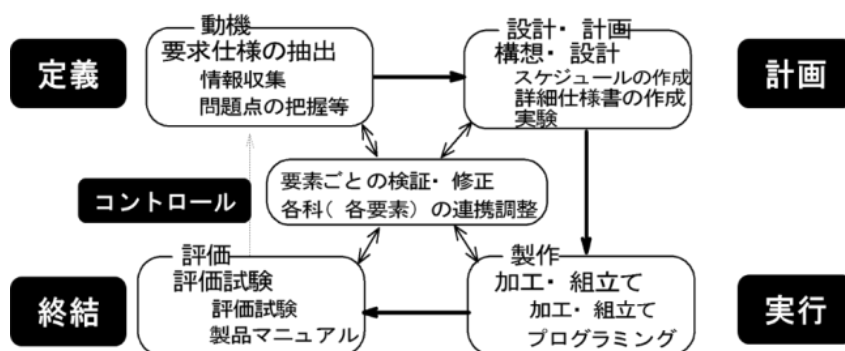 動機
要求仕様の抽出
情報収集
問題点の把握等
定義
設計・計画
構想・設計
スケジュールの作成
詳細仕様書の作成
実験
計画
要素ごとの検証・修正
各科(各要素)の連携調整
コントロール
評価
評価試験
評価試験
製品マニュアル
終結
製作
加工・組立て
加工・組立て
プログラミング
実行